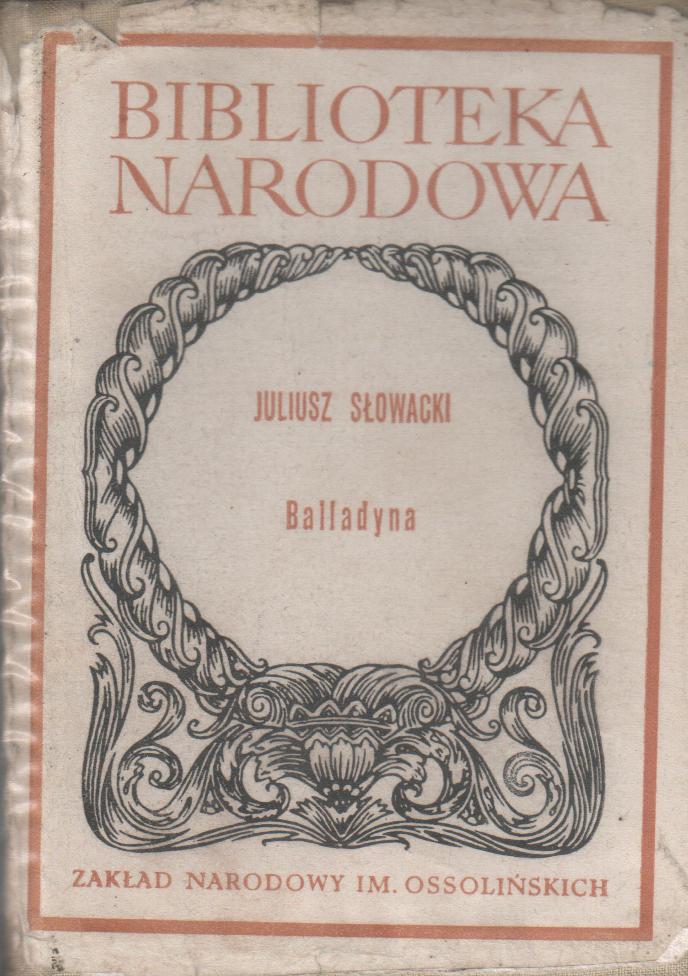 BIBLIOTEKA
NARODOWA
JULIUSZ SŁOWACKI
Balladyna
ZAKŁAD NARODOWY IM. OSSOLIŃSKICH